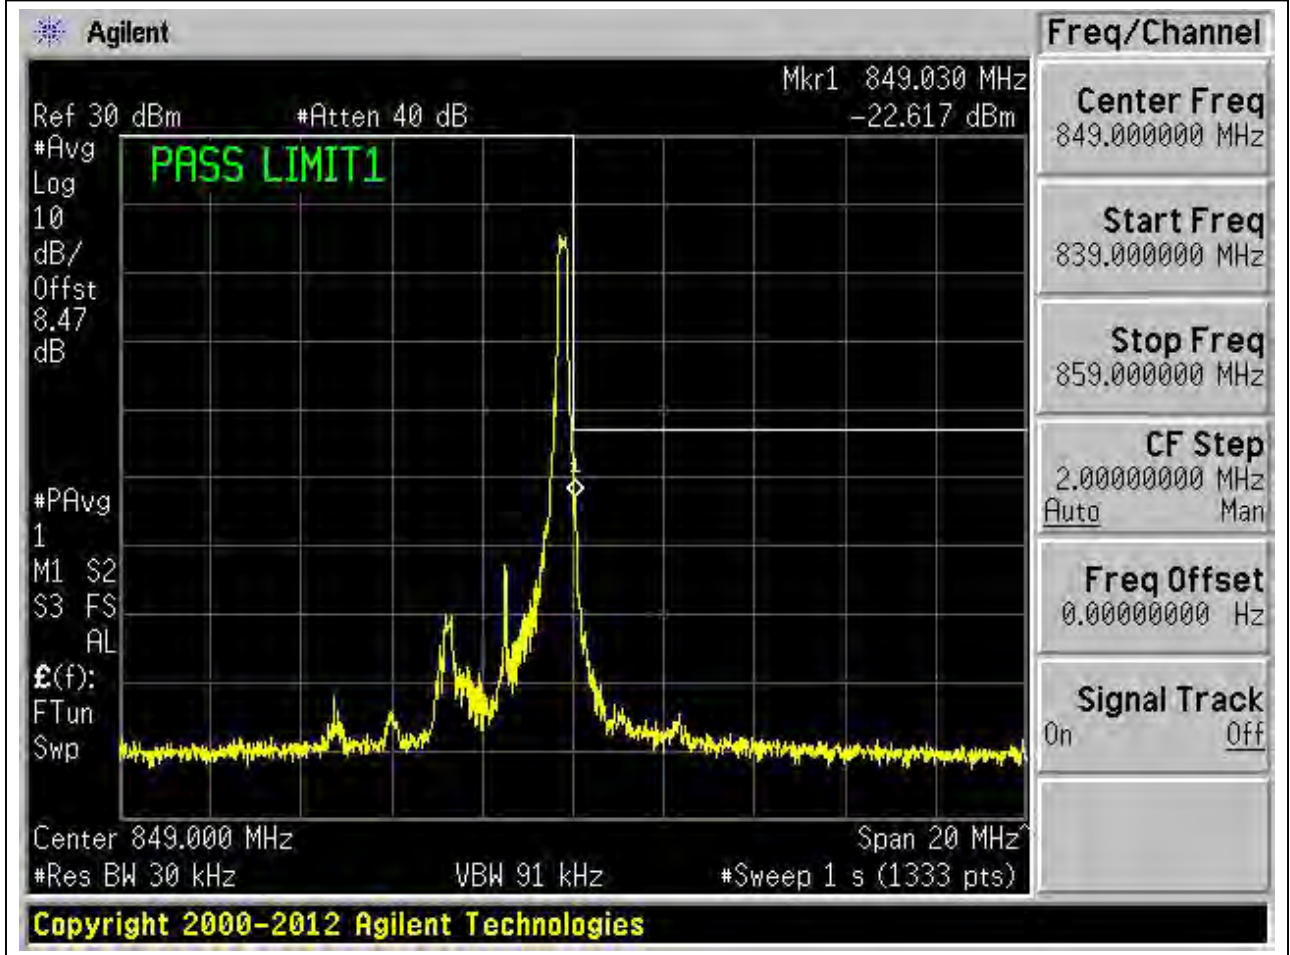 Agilent
Freq/Channel
Mkr1 849.030 MHz
Ref 30 dBm #Atten 40 dB -22.617 dBm
#Avg
Log
10
dB/
Offst
8.47
dB
PASS LIMIT1
1
#PAvg
1
M1 S2
S3 FS
AL
£(f):
FTun
Swp
Center 849.000 MHz Span 20 MHz^
#Res BW 30 kHz VBW 91 kHz #Sweep 1 s (1333 pts)
Copyright 2000-2012 Agilent Technologies
Center Freq
849.000000 MHz
Start Freq
839.000000 MHz
Stop Freq
859.000000 MHz
CF Step
2.00000000 MHz
Auto Man
Freq Offset
0.00000000 Hz
Signal Track
On Off